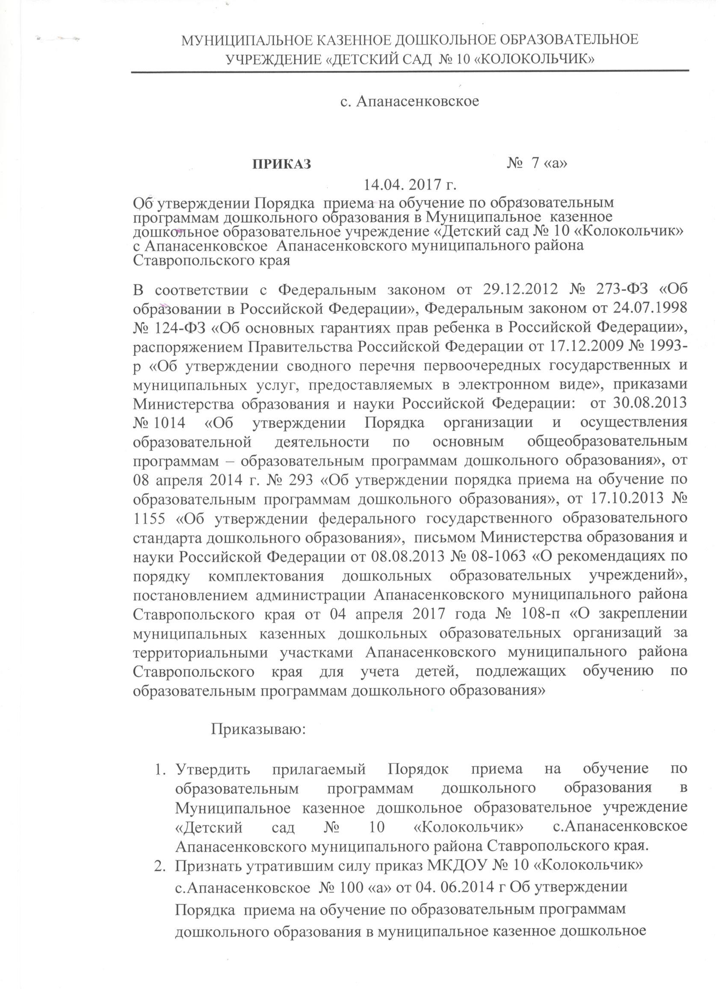 МУНИЦИПАЛЬНОЕ КАЗЕННОЕ ДОШКОЛЬНОЕ ОБРАЗОВАТЕЛЬНОЕ
УЧРЕЖДЕНИЕ «ДЕТСКИЙ САД № 10 «КОЛОКОЛЬЧИК»
с. Апанасенковское
ПРИКАЗ № 7 «а»
14.04. 2017 г.
Об утверждении Порядка приема на обучение по образовательным
программам дошкольного образования в Муниципальное казенное
дошкольное образовательное учреждение «Детский сад № 10 «Колокольчик»
с Апанасенковское Апанасенковского муниципального района
Ставропольского края
В соответствии с Федеральным законом от 29.12.2012 № 273-ФЗ «Об
образовании в Российской Федерации», Федеральным законом от 24.07.1998
№ 124-ФЗ «Об основных гарантиях прав ребенка в Российской Федерации»,
распоряжением Правительства Российской Федерации от 17.12.2009 № 1993-
р «Об утверждении сводного перечня первоочередных государственных и
муниципальных услуг, предоставляемых в электронном виде», приказами
Министерства образования и науки Российской Федерации: от 30.08.2013
№ 1014 «Об утверждении Порядка организации и осуществления
образовательной деятельности по основным общеобразовательным
программам – образовательным программам дошкольного образования», от
08 апреля 2014 г. № 293 «Об утверждении порядка приема на обучение по
образовательным программам дошкольного образования», от 17.10.2013 №
1155 «Об утверждении федерального государственного образовательного
стандарта дошкольного образования», письмом Министерства образования и
науки Российской Федерации от 08.08.2013 № 08-1063 «О рекомендациях по
порядку комплектования дошкольных образовательных учреждений»,
постановлением администрации Апанасенковского муниципального района
Ставропольского края от 04 апреля 2017 года № 108-п «О закреплении
муниципальных казенных дошкольных образовательных организаций за
территориальными участками Апанасенковского муниципального района
Ставропольского края для учета детей, подлежащих обучению по
образовательным программам дошкольного образования»
Приказываю:
1. Утвердить прилагаемый Порядок приема на обучение по
образовательным программам дошкольного образования в
Муниципальное казенное дошкольное образовательное учреждение
«Детский сад № 10 «Колокольчик» с.Апанасенковское
Апанасенковского муниципального района Ставропольского края.
2. Признать утратившим силу приказ МКДОУ № 10 «Колокольчик»
с.Апанасенковское № 100 «а» от 04. 06.2014 г Об утверждении
Порядка приема на обучение по образовательным программам
дошкольного образования в муниципальное казенное дошкольное